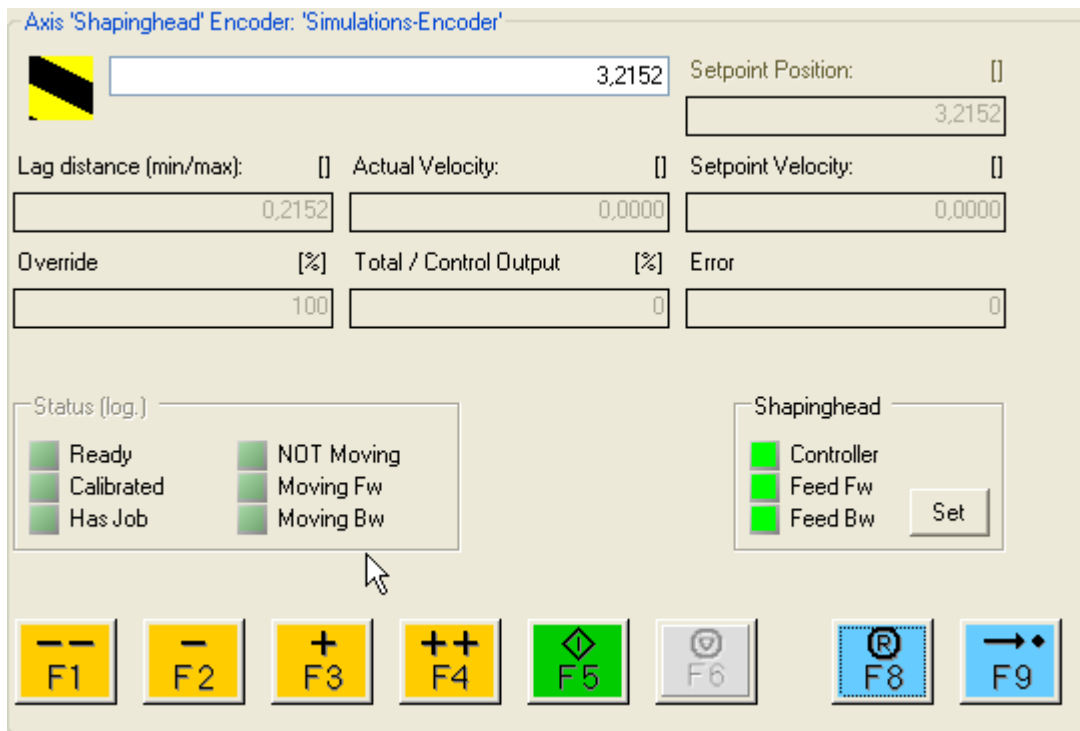 Axis 'Shapinghead' Encoder: 'Simulations-Encoder'
3,2152
Setpoint Position: []
3,2152
Lag distance (min/max): [] Actual Velocity: [] Setpoint Velocity: []
0,2152 0,0000 0,0000
Override [%] Total / Control Output [%] Error
100 0 0
Status (log.)
Ready NOT Moving
Calibrated Moving Fw
Has Job Moving Bw
Shapinghead
Controller
Feed Fw
Feed Bw
Set
-- - + ++ I R
F1 F2 F3 F4 F5 F6 F8 F9